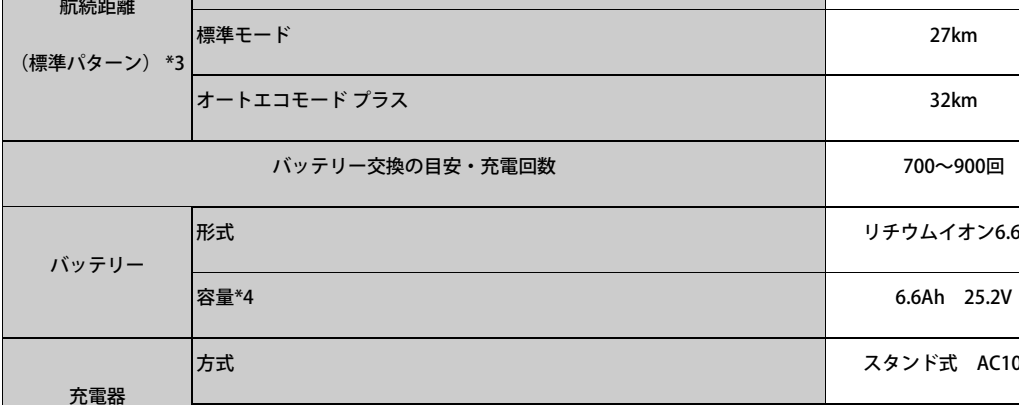 航続距離
標準モード 27km
（標準パターン） *3
オートエコモード プラス 32km
バッテリー交換の目安・充電回数 700〜900回
形式 リチウムイオン6.6
バッテリー
容量*4 6.6Ah 25.2V
方式 スタンド式 AC10
充電器